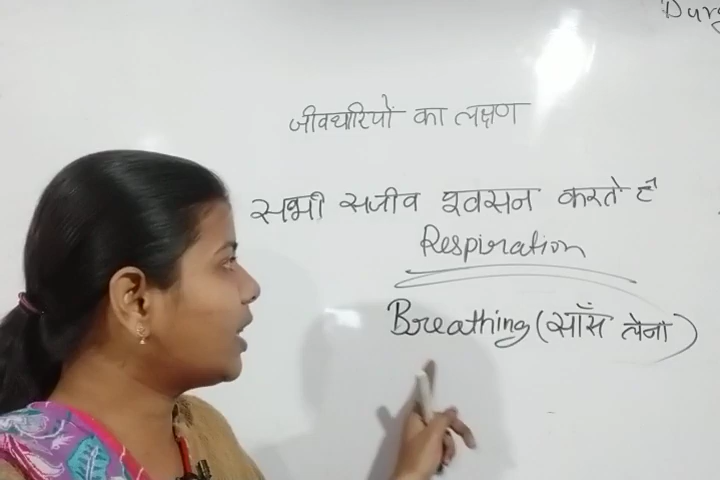 जीवधारियों का लक्षण
सभी सजीव श्वसन करते हैं
Respiration
Breathing (साँस लेना)